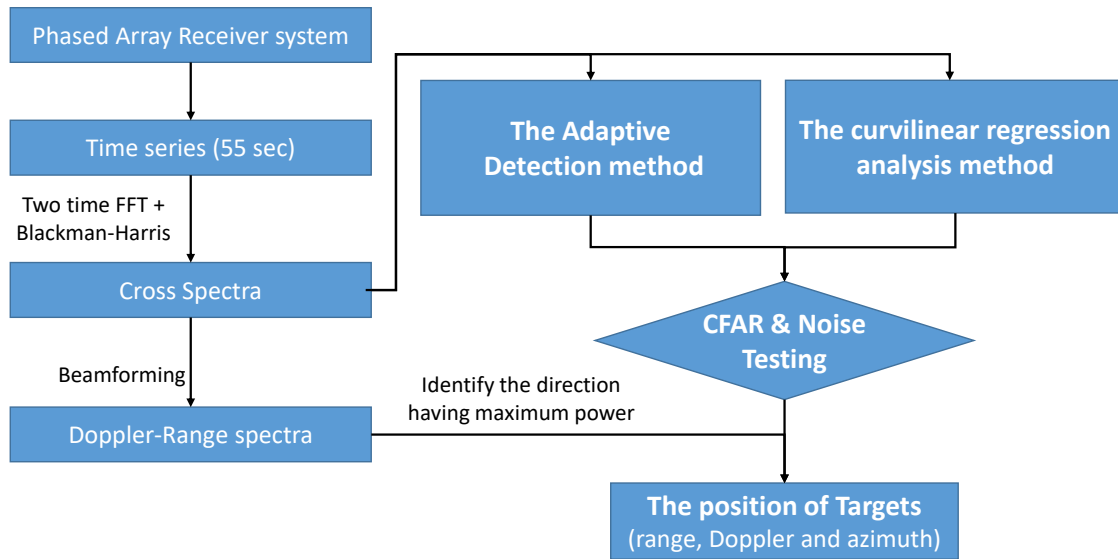 Phased Array Receiver system
Time series (55 sec)
Two time FFT +
Blackman-Harris
Cross Spectra
Beamforming
Doppler-Range spectra
The Adaptive
Detection method
The curvilinear regression
analysis method
CFAR & Noise
Testing
Identify the direction
having maximum power
The position of Targets
(range, Doppler and azimuth)